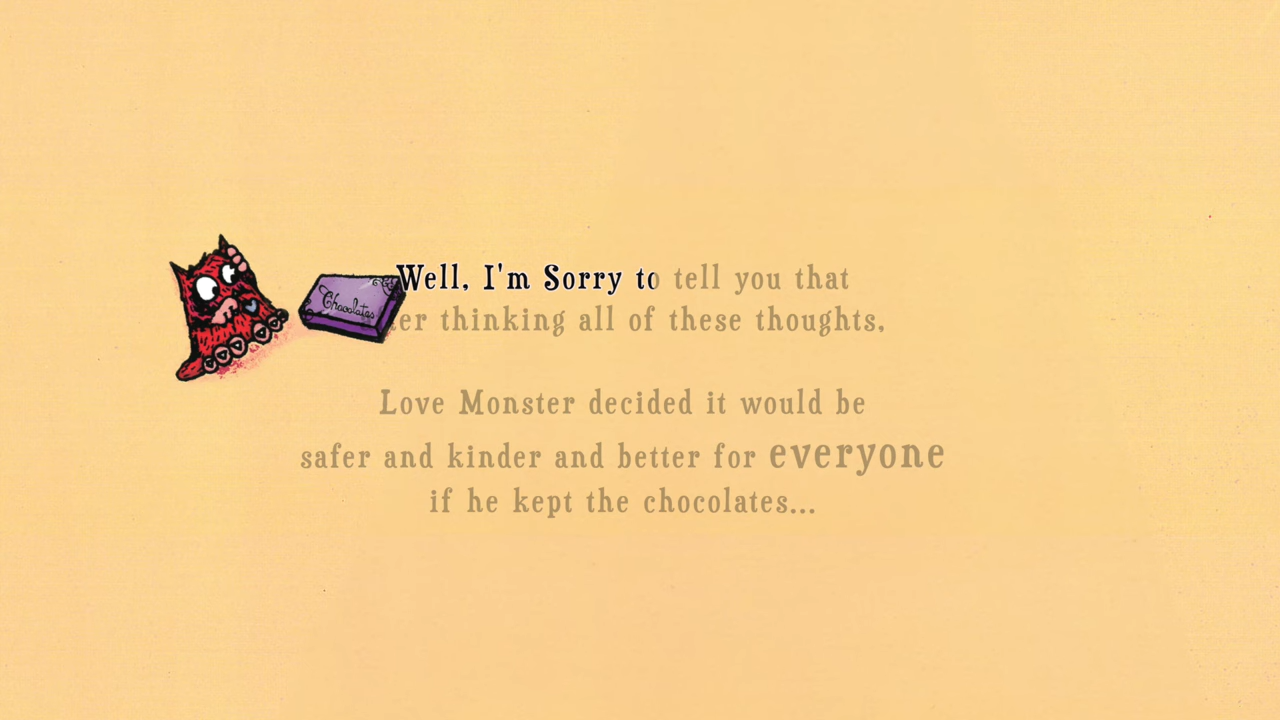 Chocolates
Well, I'm Sorry to tell you that
er thinking all of these thoughts,
Love Monster decided it would be
safer and kinder and better for everyone
if he kept the chocolates...